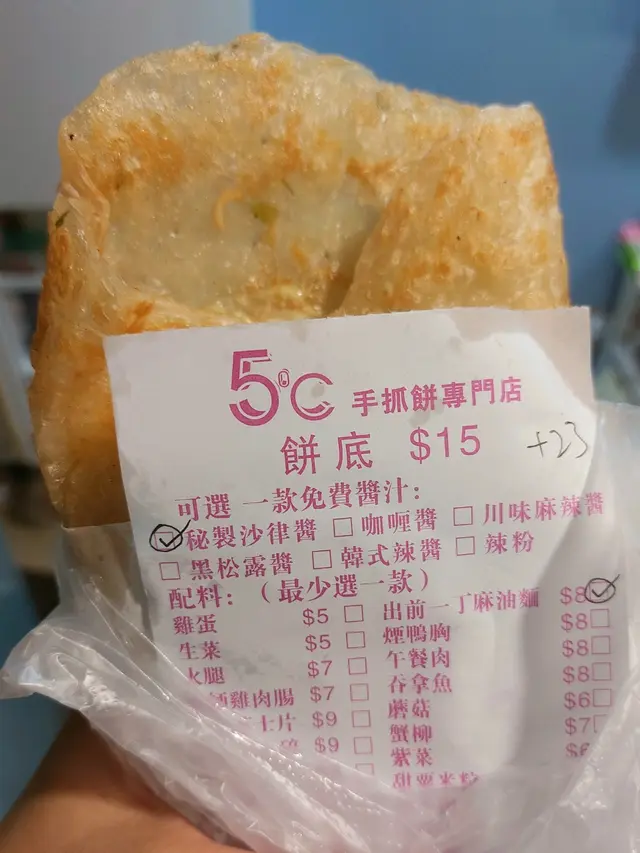 5℃ 手抓餅專門店
餅底 $15 +23
可選一款免費醬汁：
秘製沙律醬 □ 咖喱醬 □ 川味麻辣醬
□ 黑松露醬 □ 韓式辣醬 □ 辣粉
配料：（最少選一款）
雞蛋 $5 □ 出前一丁麻油麵 $8
生菜 $5 □ 煙鴨胸 $8 □
火腿 $7 □ 午餐肉 $8 □
雞肉腸 $7 □ 吞拿魚 $8 □
士片 $9 □ 蘑菇 $6 □
$9 □ 蟹柳 $7 □
紫菜